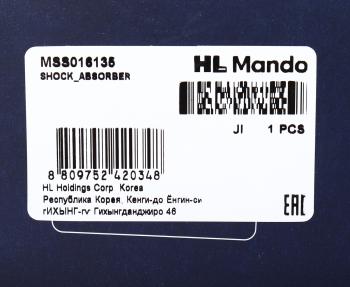 MSS016135
SHOCK_ABSORBER
HL Mando
JI 1 PCS
8 809752 420348
HL Holdings Corp Korea
Республика Корея, Кенги-до Ёнгин-си
гИХЫНГ-гу Гихынгданджиро 46
EAC